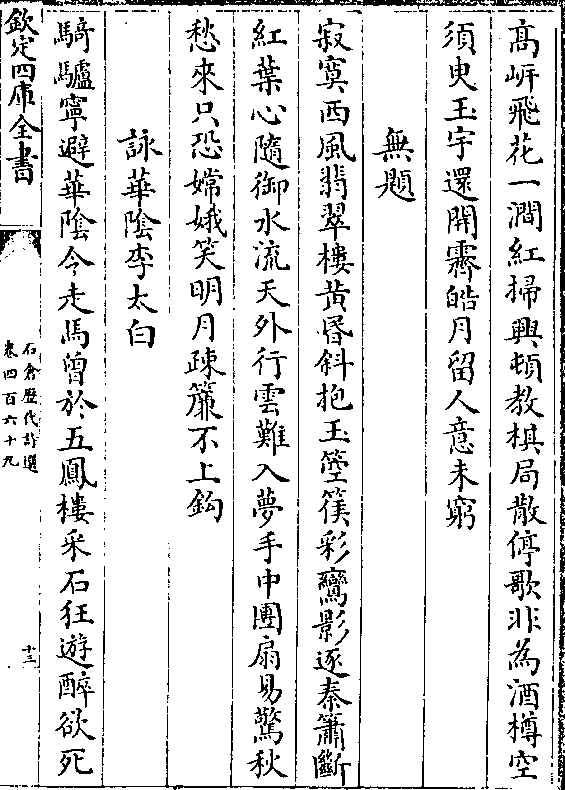 高岍飛花一澗紅掃興頓教棋局散停歌非為酒樽空
須臾玉宇還開霽皓月留人意未窮
無題
寂寞西風翡翠樓黃昏斜抱玉箜篌彩鸞影逐秦簫斷
紅葉心隨御水流天外行雲難入夢手中團扇易驚秋
愁來只恐嫦娥笑明月疎簾不上鈎
詠華陰李太白
騎驢寧避華陰令走馬曾於五鳳樓采石狂遊醉欲死
欽定四庫全書
石倉歴代詩選
卷四百六十九
十三